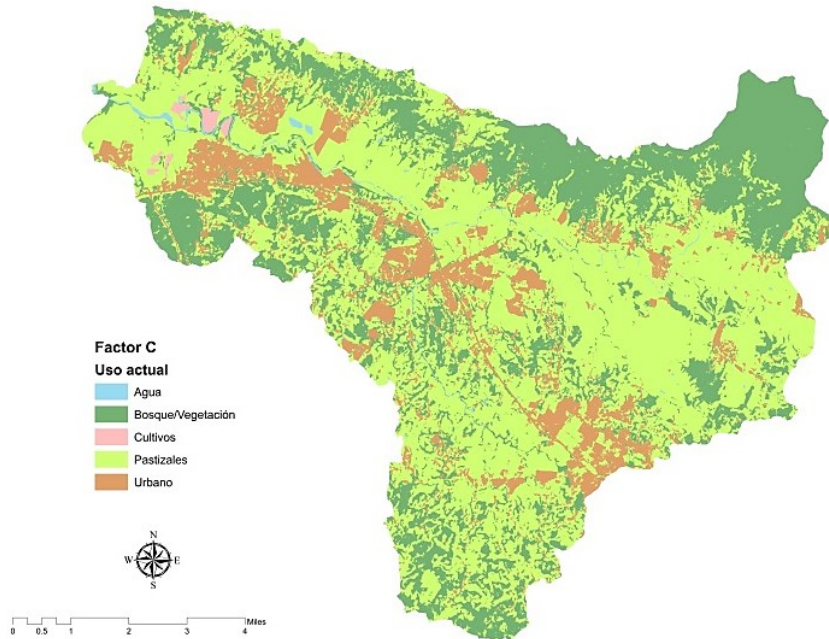 Factor C
Uso actual
Agua
Bosque/Vegetación
Cultivos
Pastizales
Urbano
N
W E
S
Miles
0 0.5 1 2 3 4